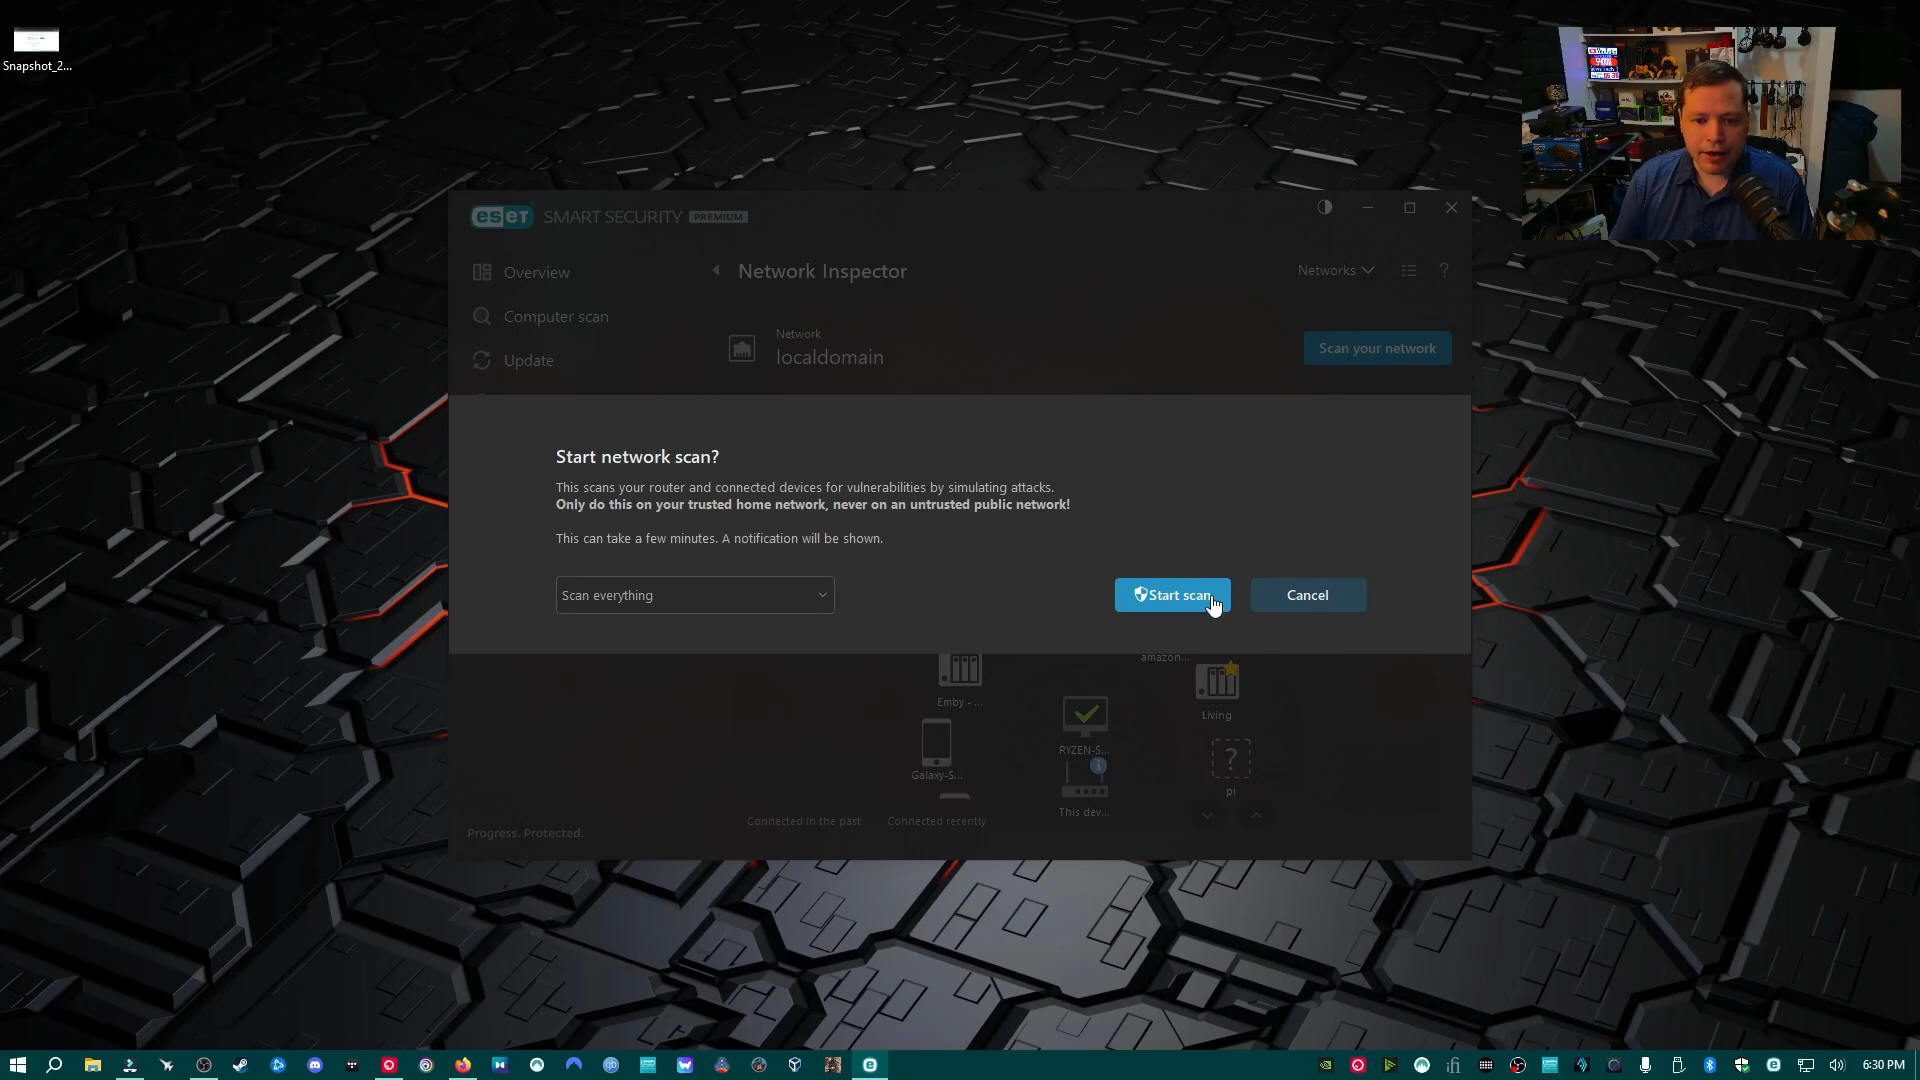 Snapshot_2...
eset SMART SECURITY PREMIUM
Overview
Network Inspector
Networks
?
Computer scan
Network
localdomain
Scan your network
Update
Start network scan?
This scans your router and connected devices for vulnerabilities by simulating attacks.
Only do this on your trusted home network, never on an untrusted public network!
This can take a few minutes. A notification will be shown.
Scan everything
Start scan
Cancel
amazon...
Emby - ...
Living
RYZEN-S...
?
Galaxy-S...
pi
This dev...
Connected in the past
Connected recently
Progress. Protected.
6:30 PM